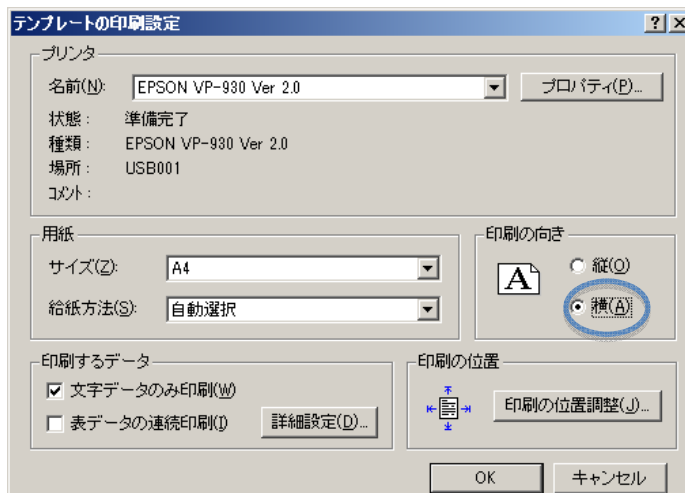 テンプレートの印刷設定
プリンタ
名前(N): EPSON VP-930 Ver 2.0 プロパティ(P)...
状態： 準備完了
種類： EPSON VP-930 Ver 2.0
場所： USB001
コメント：
用紙
サイズ(Z): A4
給紙方法(S): 自動選択
印刷の向き
A
縦(O)
横(A)
印刷するデータ
文字データのみ印刷(W)
表データの連続印刷(I) 詳細設定(D)...
印刷の位置
印刷の位置調整(J)...
OK キャンセル